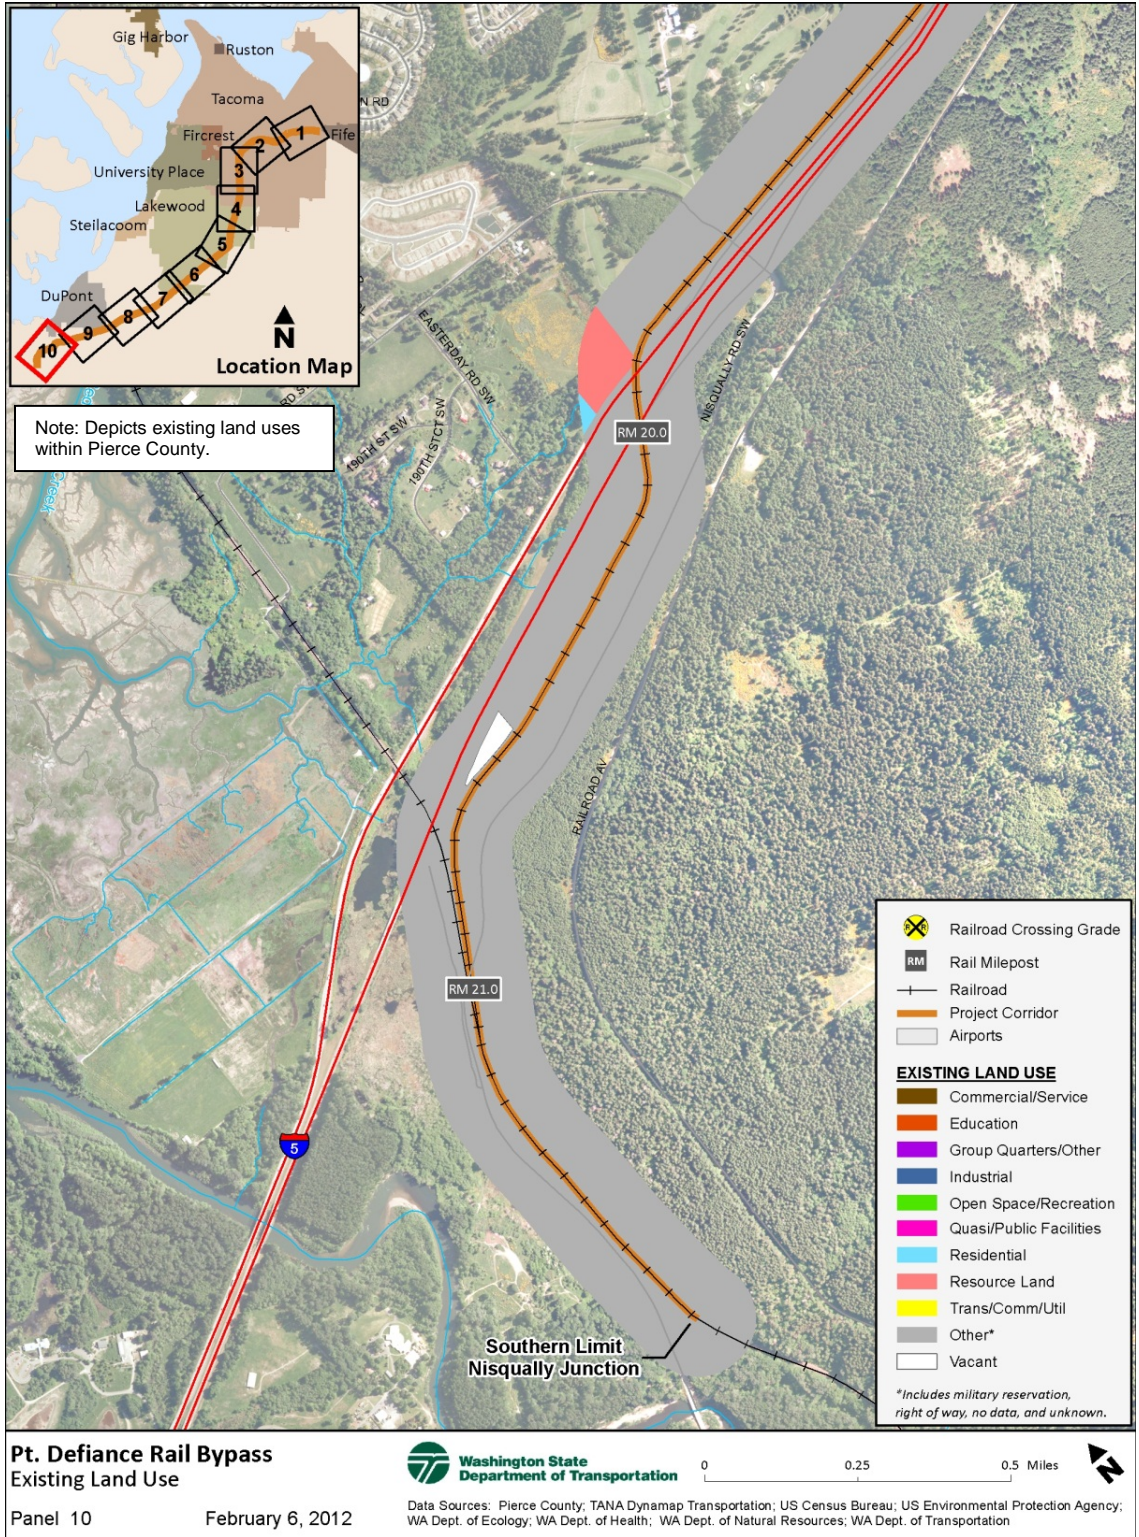 Gig Harbor
Ruston
Tacoma
Fircrest
Fife
University Place
Lakewood
Steilacoom
DuPont
1
2
3
4
5
6
7
8
9
10
N
Location Map
Note: Depicts existing land uses
within Pierce County.
N RD
RD ST
EASTERDAY RD SW
190TH ST SW
190TH STCT SW
NISQUALLY RD SW
Creek
RM 20.0
RAILROAD AV
RM 21.0
5
Southern Limit
Nisqually Junction
Railroad Crossing Grade
RM Rail Milepost
Railroad
Project Corridor
Airports
EXISTING LAND USE
Commercial/Service
Education
Group Quarters/Other
Industrial
Open Space/Recreation
Quasi/Public Facilities
Residential
Resource Land
Trans/Comm/Util
Other*
Vacant
*Includes military reservation,
right of way, no data, and unknown.
Pt. Defiance Rail Bypass
Existing Land Use
Panel 10 February 6, 2012
Washington State
Department of Transportation
0 0.25 0.5 Miles
N
Data Sources: Pierce County; TANA Dynamap Transportation; US Census Bureau; US Environmental Protection Agency;
WA Dept. of Ecology; WA Dept. of Health; WA Dept. of Natural Resources; WA Dept. of Transportation